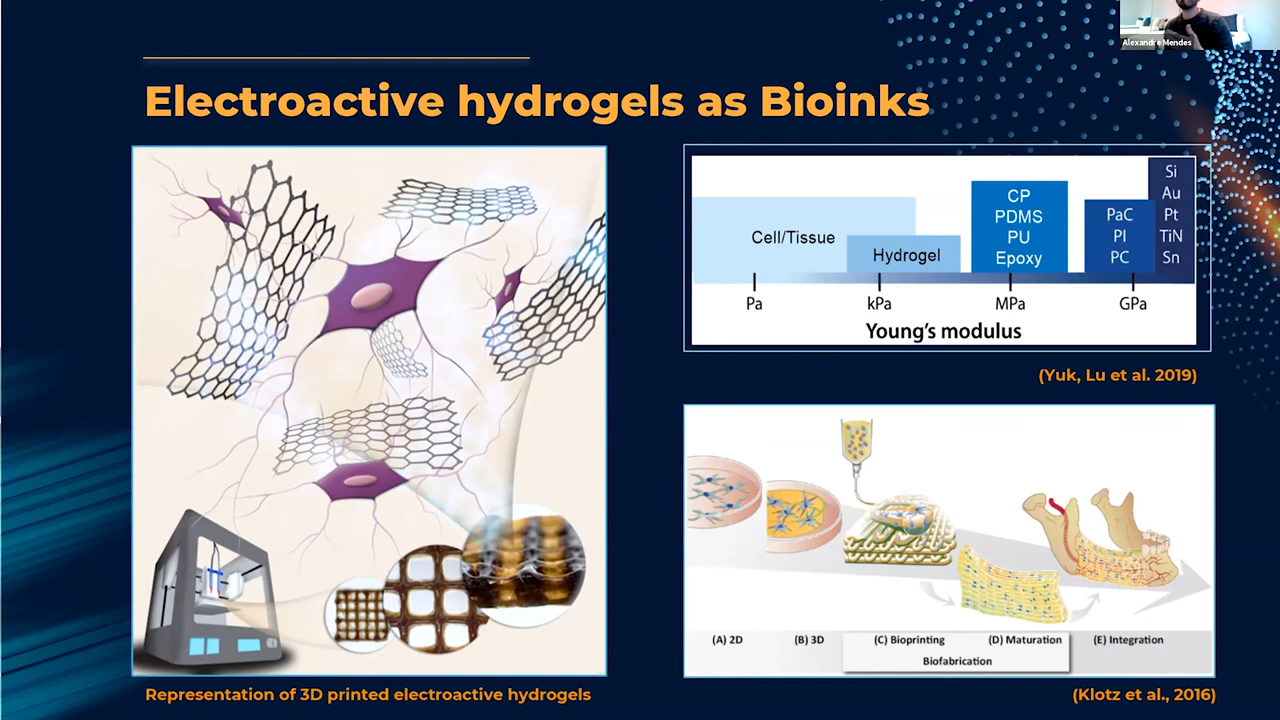 Alexandre Mendes
Electroactive hydrogels as Bioinks
Representation of 3D printed electroactive hydrogels
Cell/Tissue
Hydrogel
CP
PDMS
PU
Epoxy
PaC
PI
PC
Si
Au
Pt
TiN
Sn
Pa kPa MPa GPa
Young's modulus
(Yuk, Lu et al. 2019)
(A) 2D (B) 3D (C) Bioprinting (D) Maturation (E) Integration
Biofabrication
(Klotz et al., 2016)